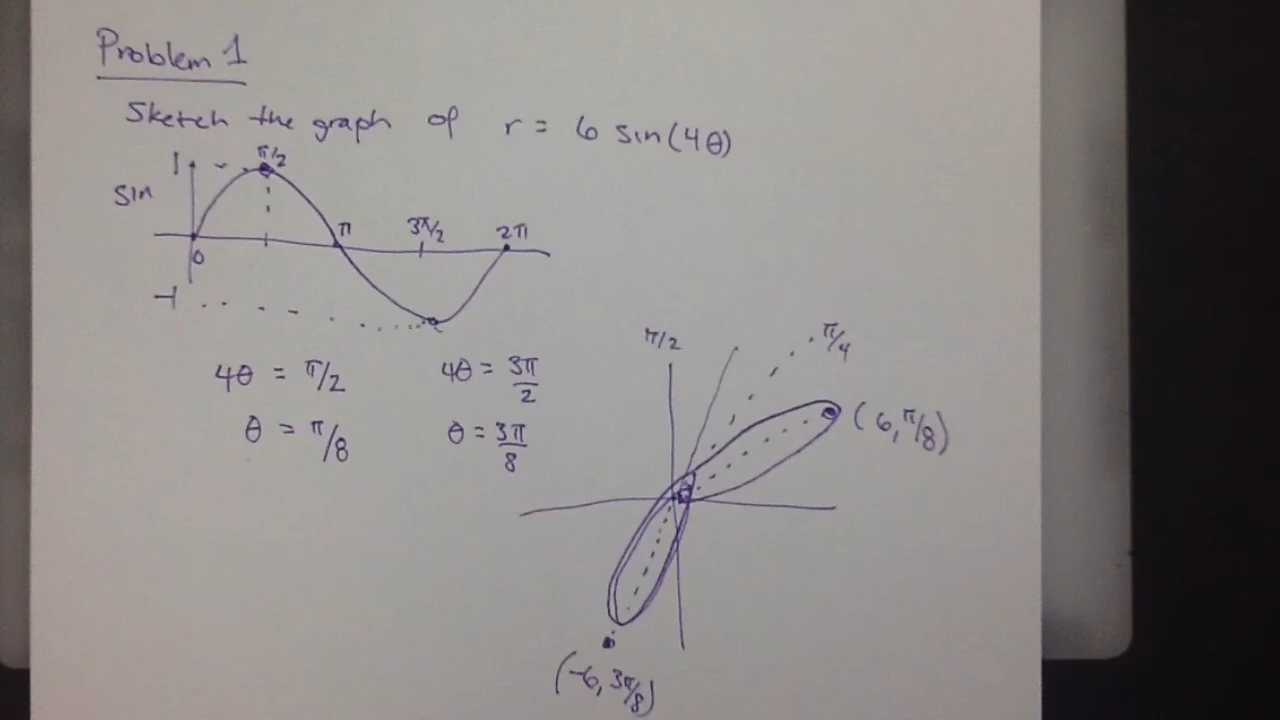 Problem 1
Sketch the graph of r = 6 sin(4θ)
1
π/2
sin
π
3π/2
2π
0
-1
4θ = π/2
4θ = 3π/2
θ = π/8
θ = 3π/8
π/2
π/4
(6, π/8)
(-6, 3π/8)